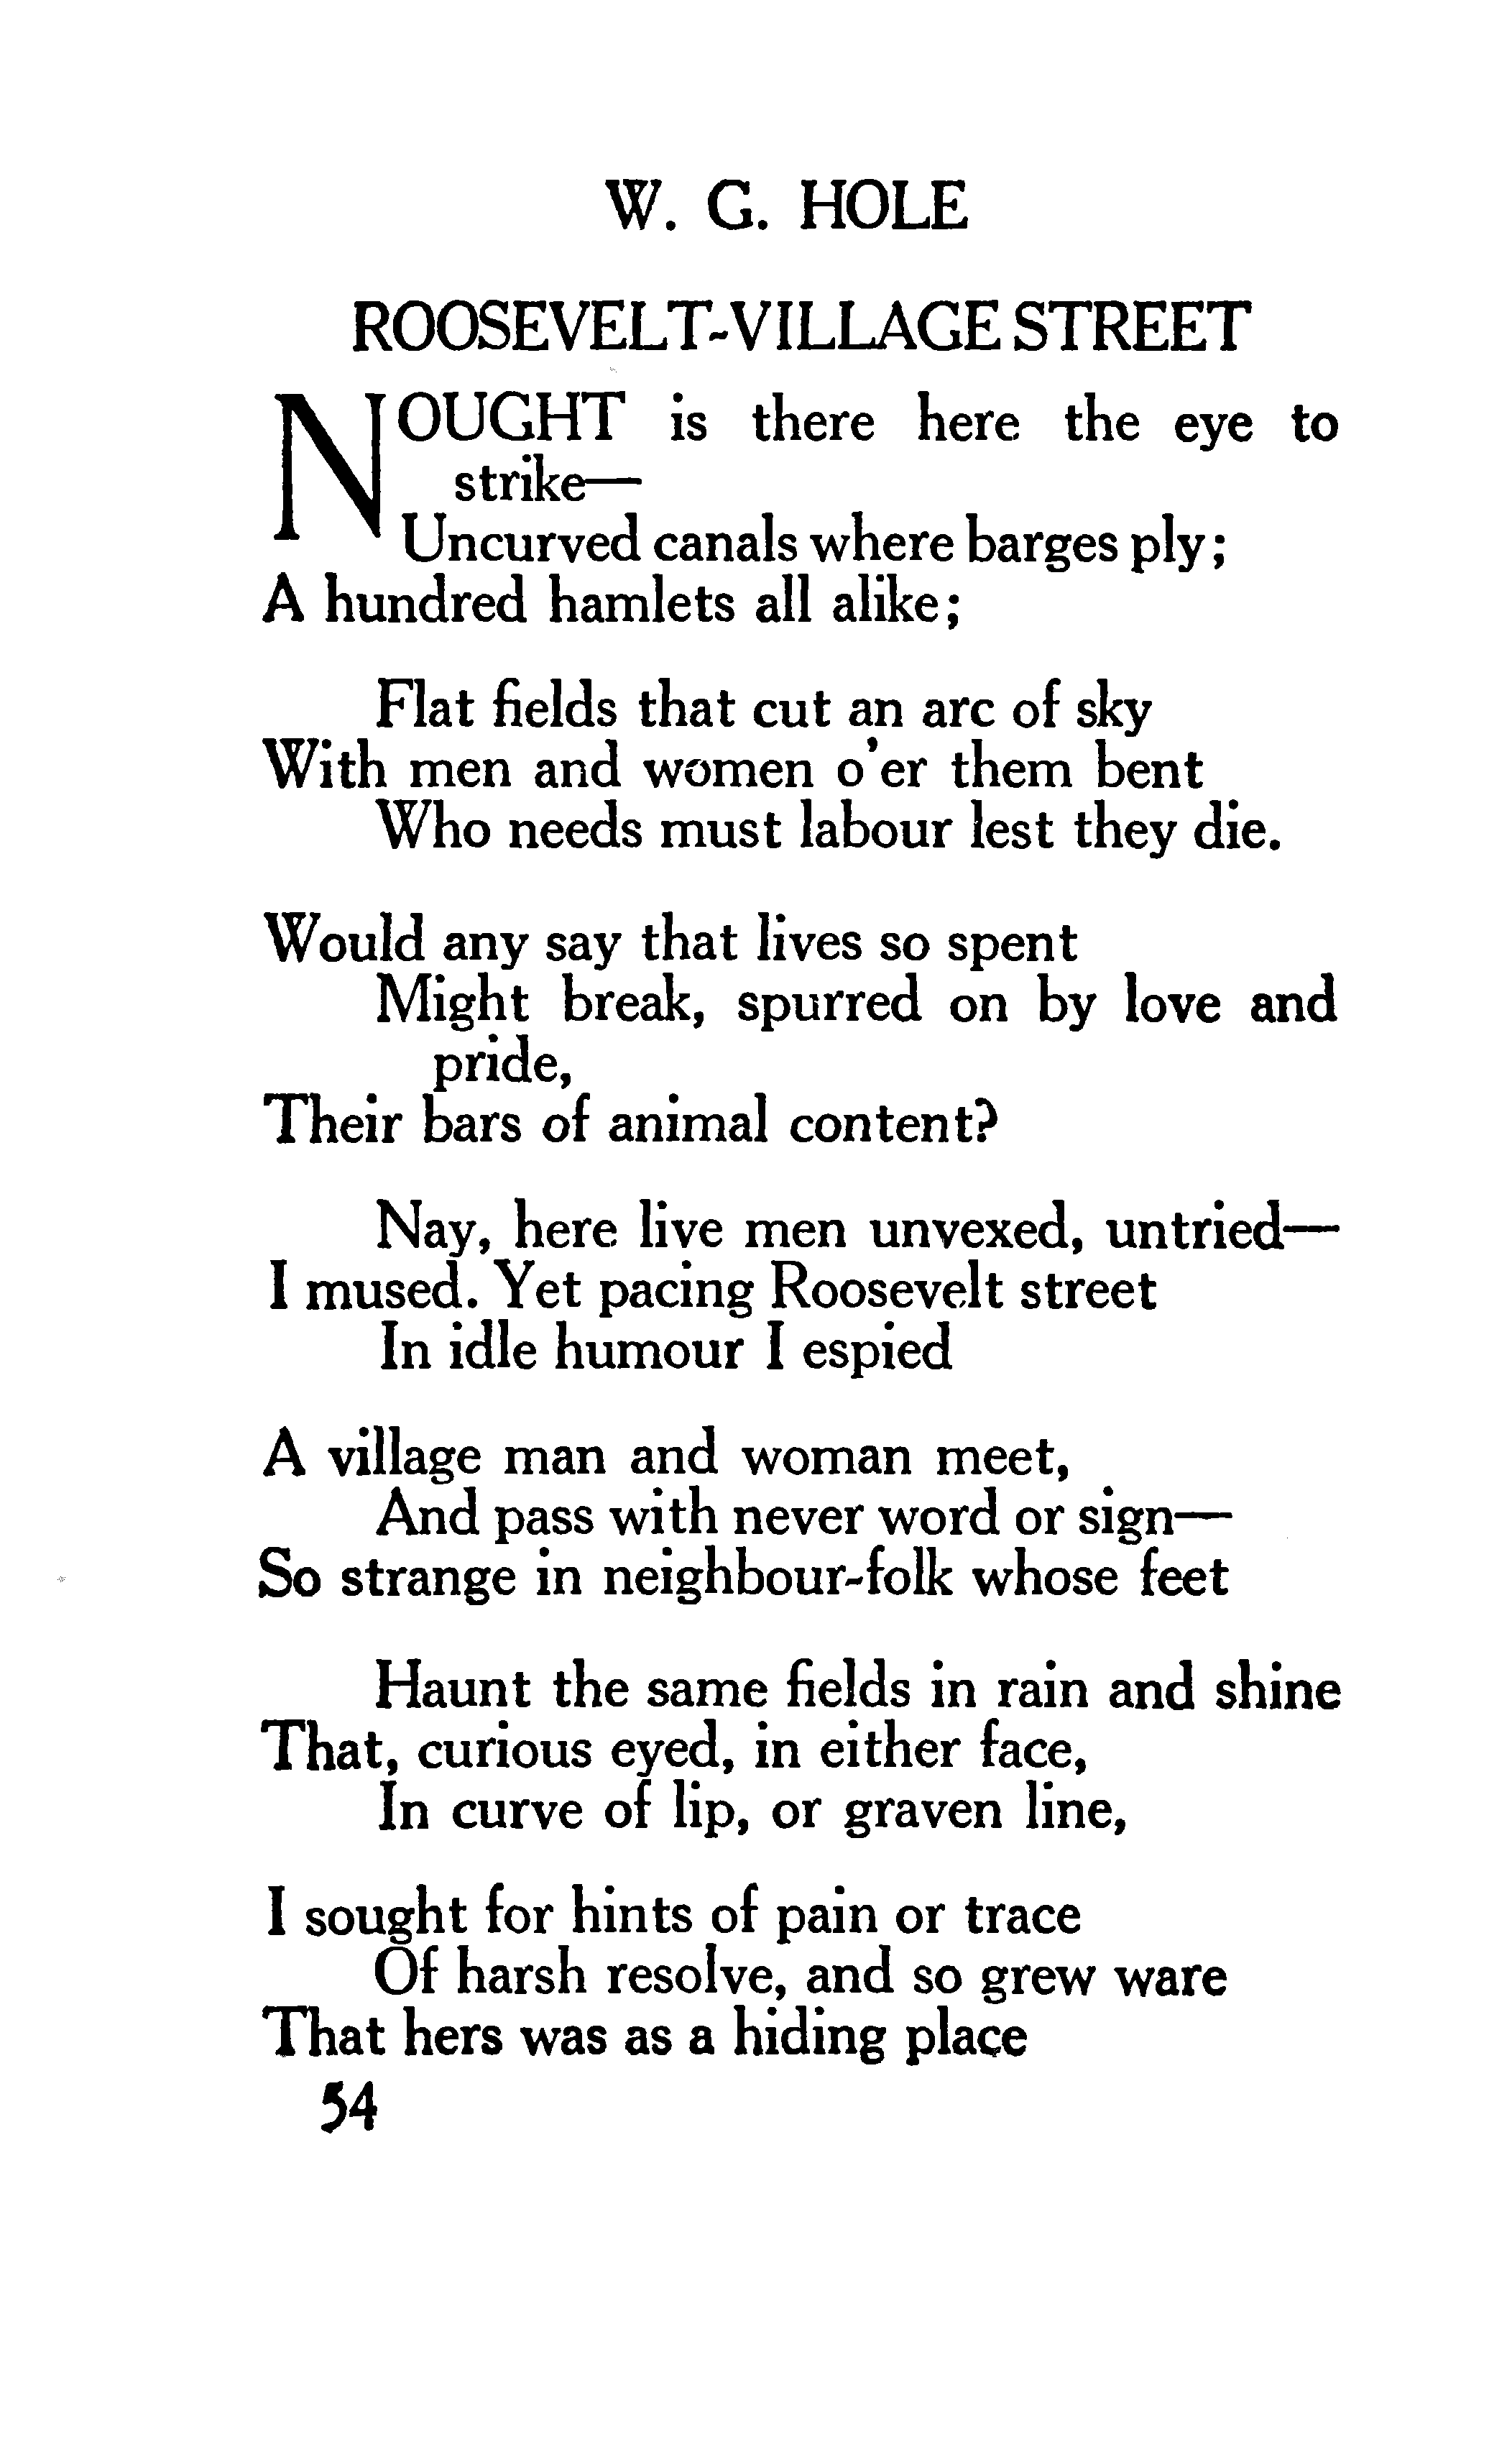 W. G. HOLE
ROOSEVELT-VILLAGE STREET
NOUGHT is there here the eye to
strike—
Uncurved canals where barges ply;
A hundred hamlets all alike;
Flat fields that cut an arc of sky
With men and women o'er them bent
Who needs must labour lest they die.
Would any say that lives so spent
Might break, spurred on by love and
pride,
Their bars of animal content?
Nay, here live men unvexed, untried—
I mused. Yet pacing Roosevelt street
In idle humour I espied
A village man and woman meet,
And pass with never word or sign—
So strange in neighbour-folk whose feet
Haunt the same fields in rain and shine
That, curious eyed, in either face,
In curve of lip, or graven line,
I sought for hints of pain or trace
Of harsh resolve, and so grew ware
That hers was as a hiding place
54